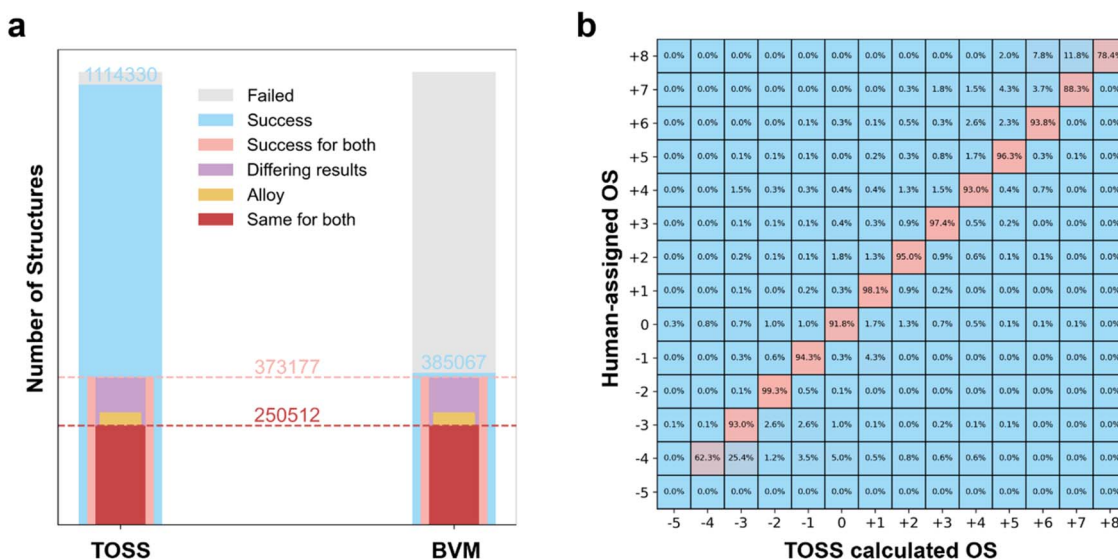 a
Number of Structures
1114330
Failed
Success
Success for both
Differing results
Alloy
Same for both
373177
385067
250512
TOSS BVM
b
Human-assigned OS
+8 0.0% 0.0% 0.0% 0.0% 0.0% 0.0% 0.0% 0.0% 0.0% 0.0% 2.0% 7.8% 11.8% 78.4%
+7 0.0% 0.0% 0.0% 0.0% 0.0% 0.0% 0.0% 0.3% 1.8% 1.5% 4.3% 3.7% 88.3% 0.0%
+6 0.0% 0.0% 0.0% 0.1% 0.0% 0.3% 0.1% 0.5% 0.3% 2.6% 2.3% 93.8% 0.0% 0.0%
+5 0.0% 0.0% 0.1% 0.1% 0.1% 0.0% 0.2% 0.3% 0.8% 1.7% 96.3% 0.3% 0.1% 0.0%
+4 0.0% 0.0% 1.5% 0.3% 0.3% 0.4% 0.4% 1.3% 1.5% 93.0% 0.4% 0.7% 0.0% 0.0%
+3 0.0% 0.0% 0.1% 0.1% 0.1% 0.4% 0.3% 0.9% 97.4% 0.5% 0.2% 0.0% 0.0% 0.0%
+2 0.0% 0.0% 0.2% 0.1% 0.1% 1.8% 1.3% 95.0% 0.9% 0.6% 0.1% 0.1% 0.0% 0.0%
+1 0.0% 0.0% 0.1% 0.0% 0.2% 0.3% 98.1% 0.9% 0.2% 0.0% 0.0% 0.0% 0.0% 0.0%
0 0.3% 0.8% 0.7% 1.0% 1.0% 91.8% 1.7% 1.3% 0.7% 0.5% 0.1% 0.1% 0.1% 0.0%
-1 0.0% 0.0% 0.3% 0.6% 94.3% 0.3% 4.3% 0.0% 0.0% 0.0% 0.0% 0.0% 0.0% 0.0%
-2 0.0% 0.0% 0.1% 99.3% 0.5% 0.1% 0.0% 0.0% 0.0% 0.0% 0.0% 0.0% 0.0% 0.0%
-3 0.1% 0.1% 93.0% 2.6% 2.6% 1.0% 0.1% 0.0% 0.2% 0.1% 0.1% 0.0% 0.0% 0.0%
-4 0.0% 62.3% 25.4% 1.2% 3.5% 5.0% 0.5% 0.8% 0.6% 0.6% 0.0% 0.0% 0.0% 0.0%
-5 0.0% 0.0% 0.0% 0.0% 0.0% 0.0% 0.0% 0.0% 0.0% 0.0% 0.0% 0.0% 0.0% 0.0%
-5 -4 -3 -2 -1 0 +1 +2 +3 +4 +5 +6 +7 +8
TOSS calculated OS